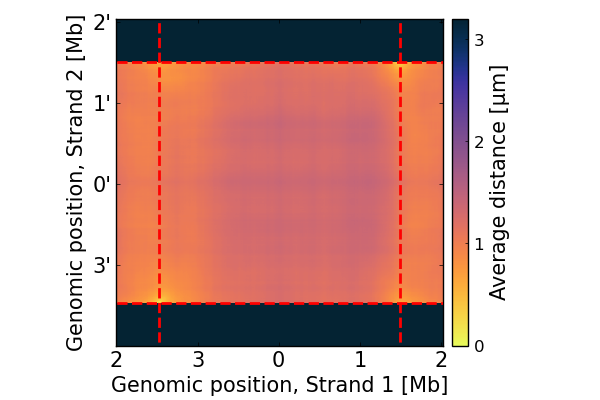 2'
1'
0'
3'
Genomic position, Strand 2 [Mb]
2 3 0 1 2
Genomic position, Strand 1 [Mb]
3
2
1
0
Average distance [μm]